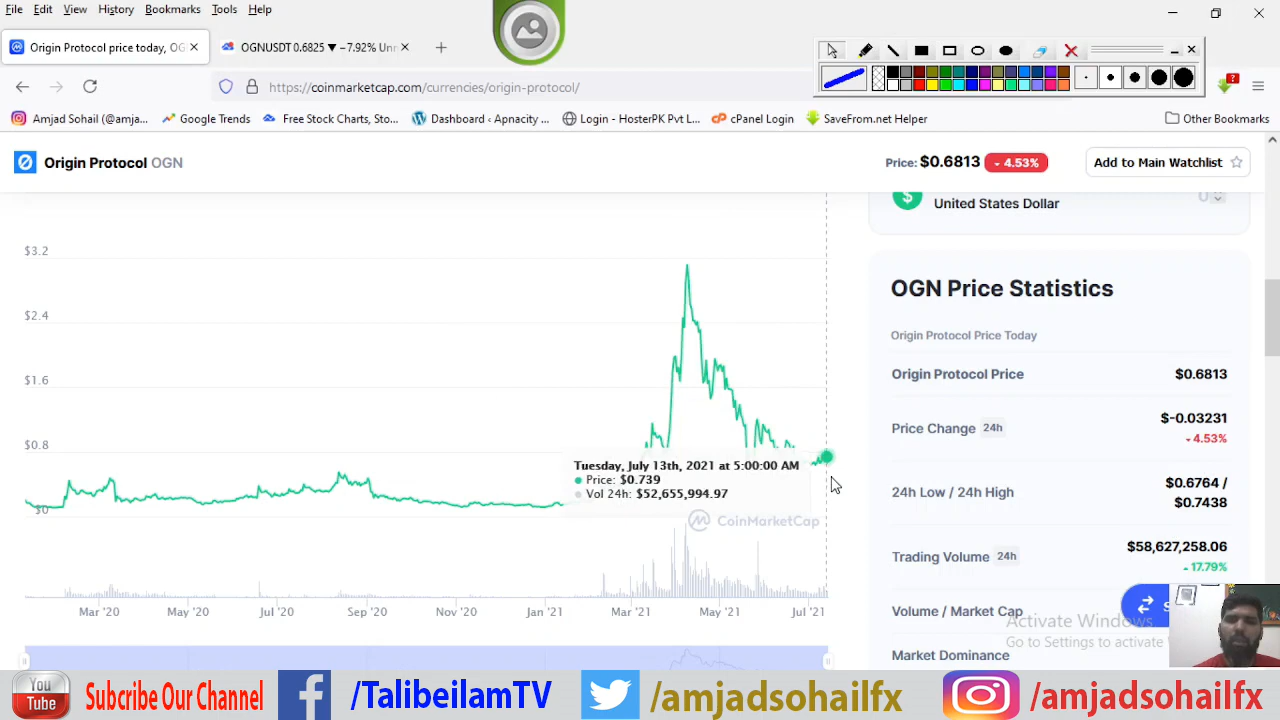 File Edit View History Bookmarks Tools Help
Origin Protocol price today, OG
OGNUSDT 0.6825 ▼ −7.92% Unr
https://coinmarketcap.com/currencies/origin-protocol/
Amjad Sohail (@amja... Google Trends Free Stock Charts, Sto... Dashboard ‹ Apnacity ... Login - HosterPK Pvt L... cPanel Login SaveFrom.net Helper Other Bookmarks
Origin Protocol OGN
Price: $0.6813 4.53%
Add to Main Watchlist
United States Dollar 0
$3.2
$2.4
$1.6
$0.8
$0
Tuesday, July 13th, 2021 at 5:00:00 AM
Price: $0.739
Vol 24h: $52,655,994.97
CoinMarketCap
Mar '20 May '20 Jul '20 Sep '20 Nov '20 Jan '21 Mar '21 May '21 Jul '21
OGN Price Statistics
Origin Protocol Price Today
Origin Protocol Price $0.6813
Price Change 24h $-0.03231
4.53%
24h Low / 24h High $0.6764 /
$0.7438
Trading Volume 24h $58,627,258.06
17.79%
Volume / Market Cap
Market Dominance
Activate Windows
Go to Settings to activate
You Tube Subcribe Our Channel /TalibeilamTV /amjadsohailfx /amjadsohailfx